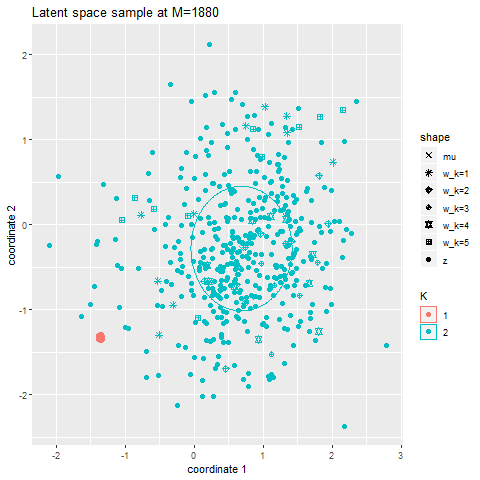 Latent space sample at M=1880
2
1
0
-1
-2
coordinate 2
-2
-1
0
1
2
3
coordinate 1
shape
mu
w_k=1
w_k=2
w_k=3
w_k=4
w_k=5
z
K
1
2